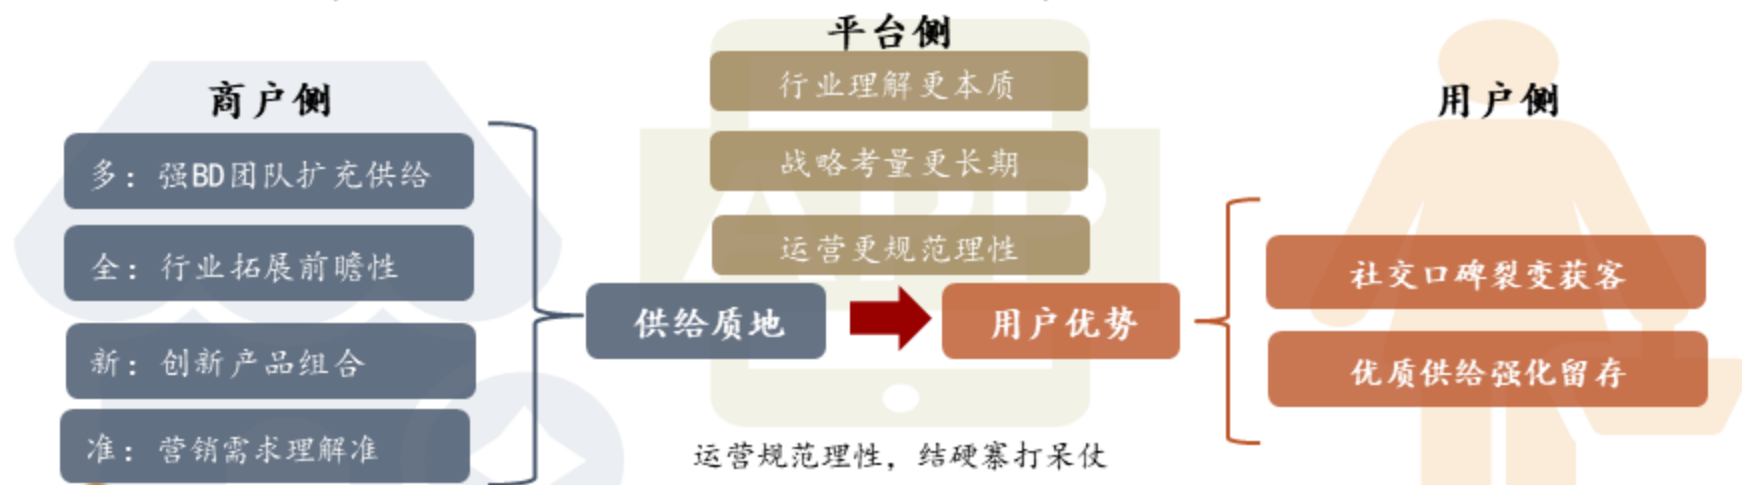 商户侧
多：强BD团队扩充供给
全：行业拓展前瞻性
新：创新产品组合
准：营销需求理解准
平台侧
行业理解更本质
战略考量更长期
运营更规范理性
APP
供给质地
用户优势
运营规范理性，结硬寨打呆仗
用户侧
社交口碑裂变获客
优质供给强化留存